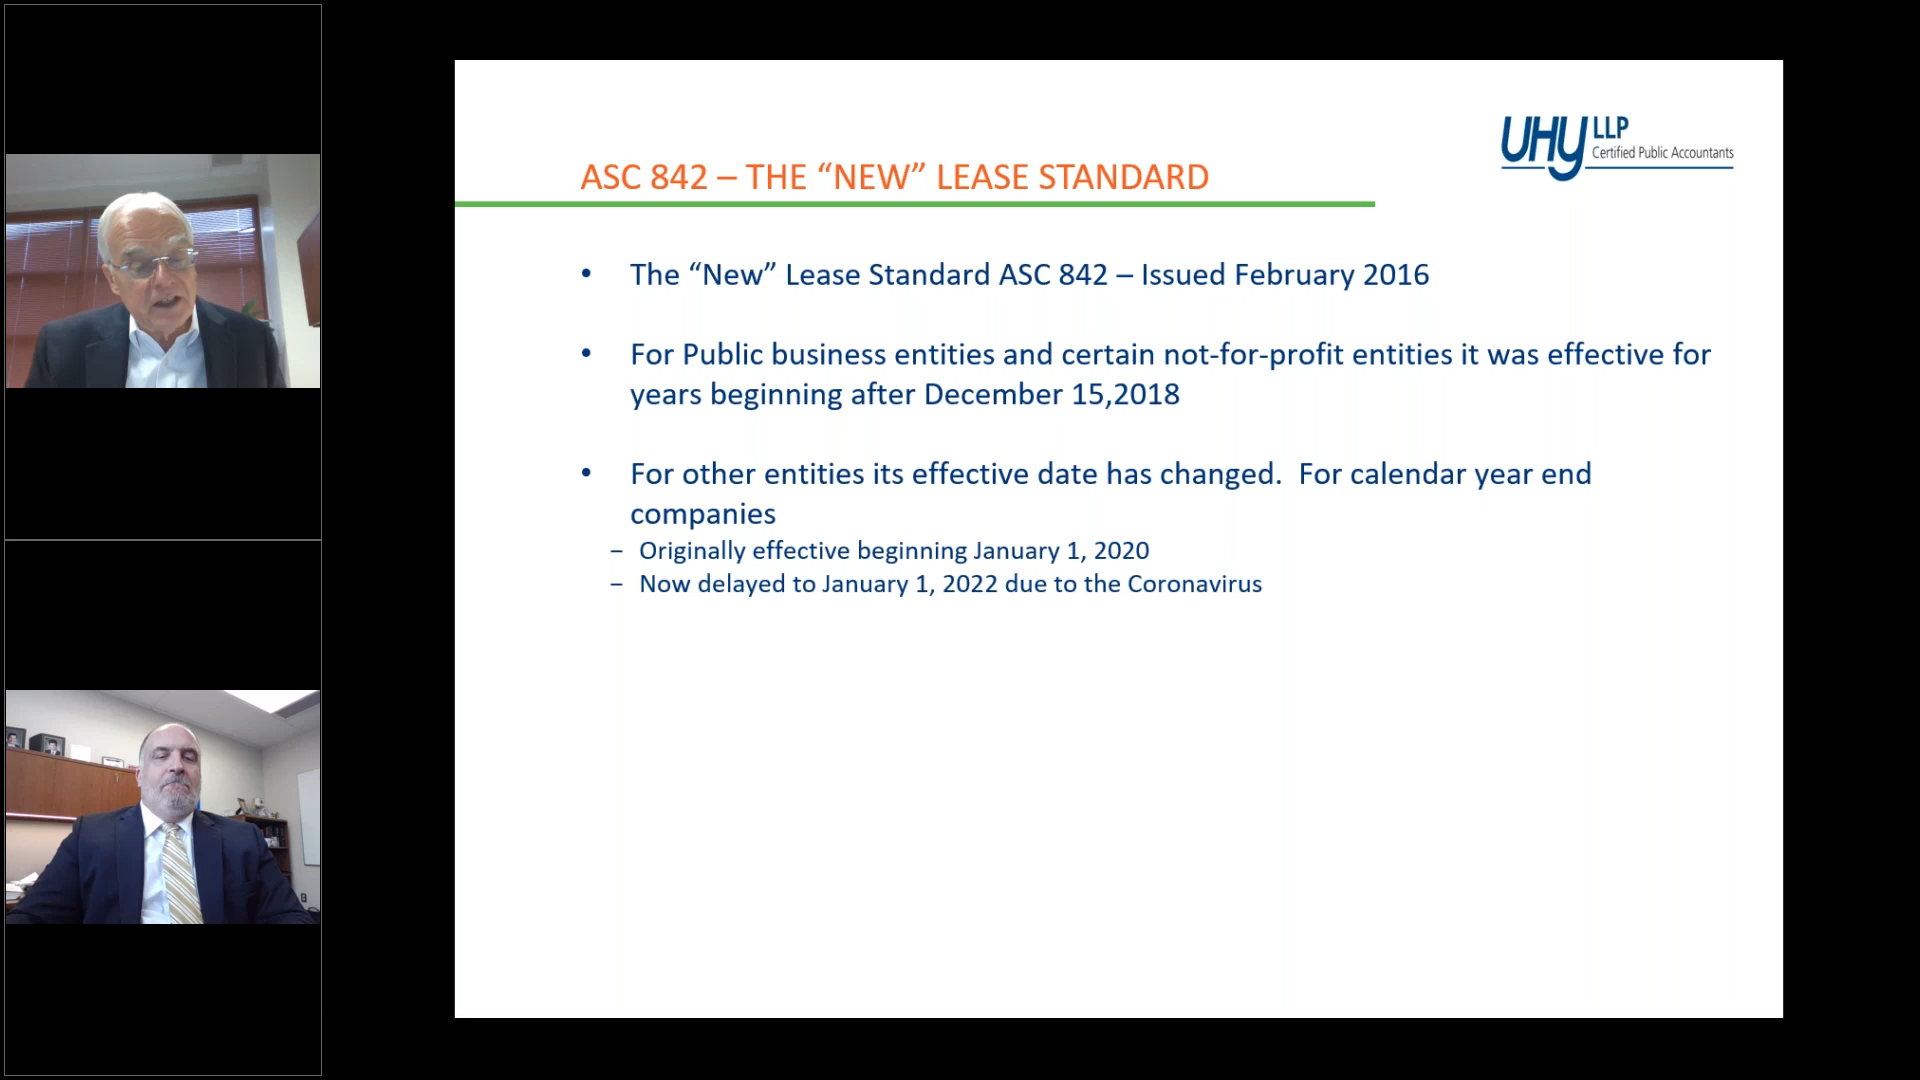 UHY LLP
Certified Public Accountants
ASC 842 – THE “NEW” LEASE STANDARD
• The “New” Lease Standard ASC 842 – Issued February 2016
• For Public business entities and certain not-for-profit entities it was effective for
years beginning after December 15,2018
• For other entities its effective date has changed.  For calendar year end
companies
– Originally effective beginning January 1, 2020
– Now delayed to January 1, 2022 due to the Coronavirus